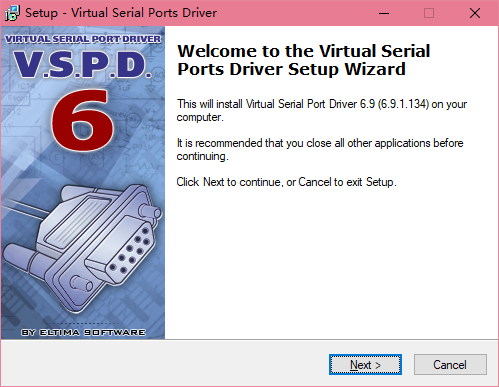 Setup - Virtual Serial Ports Driver
VIRTUAL SERIAL PORT DRIVER
V.S.P.D.
6
BY ELTIMA SOFTWARE
Welcome to the Virtual Serial
Ports Driver Setup Wizard
This will install Virtual Serial Port Driver 6.9 (6.9.1.134) on your
computer.
It is recommended that you close all other applications before
continuing.
Click Next to continue, or Cancel to exit Setup.
Next >
Cancel